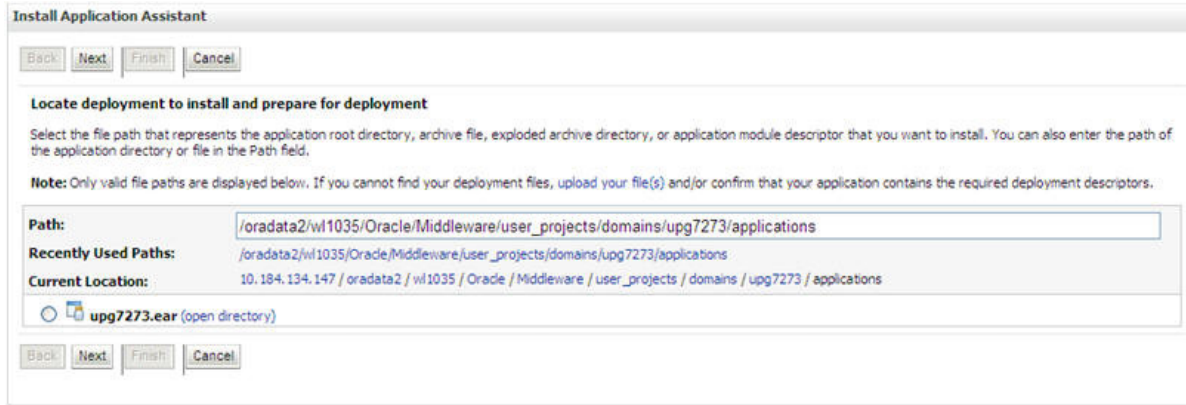 Install Application Assistant
Back Next Finish Cancel
Locate deployment to install and prepare for deployment
Select the file path that represents the application root directory, archive file, exploded archive directory, or application module descriptor that you want to install. You can also enter the path of
the application directory or file in the Path field.
Note: Only valid file paths are displayed below. If you cannot find your deployment files, upload your file(s) and/or confirm that your application contains the required deployment descriptors.
Path: /oradata2/wl1035/Oracle/Middleware/user_projects/domains/upg7273/applications
Recently Used Paths: /oradata2/wl1035/Oracle/Middleware/user_projects/domains/upg7273/applications
Current Location: 10.184.134.147 / oradata2 / wl1035 / Oracle / Middleware / user_projects / domains / upg7273 / applications
upg7273.ear (open directory)
Back Next Finish Cancel